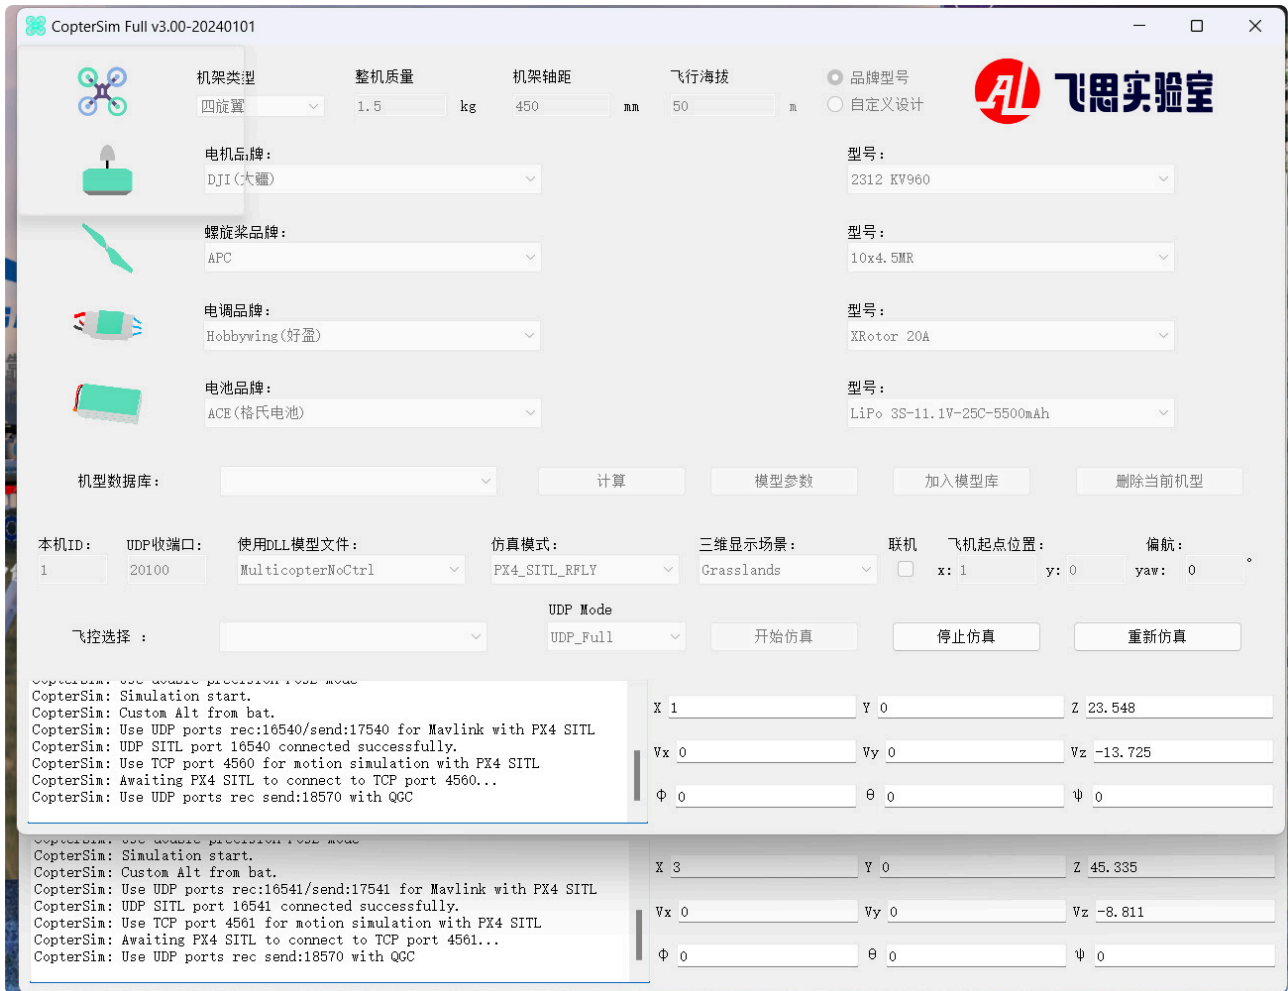 CopterSim Full v3.00-20240101
机架类型 整机质量 机架轴距 飞行海拔 品牌型号
四旋翼 1.5 kg 450 mm 50 m 自定义设计
飞思实验室
电机品牌: 型号:
DJI(大疆) 2312 KV960
螺旋桨品牌: 型号:
APC 10x4.5MR
电调品牌: 型号:
Hobbywing(好盈) XRotor 20A
电池品牌: 型号:
ACE(格氏电池) LiPo 3S-11.1V-25C-5500mAh
机型数据库: 计算 模型参数 加入模型库 删除当前机型
本机ID: UDP收端口: 使用DLL模型文件: 仿真模式: 三维显示场景: 联机 飞机起点位置: 偏航:
1 20100 MulticopterNoCtrl PX4_SITL_RFLY Grasslands x: 1 y: 0 yaw: 0 °
UDP Mode
飞控选择 : UDP_Full 开始仿真 停止仿真 重新仿真
CopterSim: Use double precision POSE mode
CopterSim: Simulation start.
CopterSim: Custom Alt from bat.
CopterSim: Use UDP ports rec:16540/send:17540 for Mavlink with PX4 SITL
CopterSim: UDP SITL port 16540 connected successfully.
CopterSim: Use TCP port 4560 for motion simulation with PX4 SITL
CopterSim: Awaiting PX4 SITL to connect to TCP port 4560...
CopterSim: Use UDP ports rec send:18570 with QGC
X 1 Y 0 Z 23.548
Vx 0 Vy 0 Vz -13.725
Φ 0 θ 0 ψ 0
CopterSim: Use double precision POSE mode
CopterSim: Simulation start.
CopterSim: Custom Alt from bat.
CopterSim: Use UDP ports rec:16541/send:17541 for Mavlink with PX4 SITL
CopterSim: UDP SITL port 16541 connected successfully.
CopterSim: Use TCP port 4561 for motion simulation with PX4 SITL
CopterSim: Awaiting PX4 SITL to connect to TCP port 4561...
CopterSim: Use UDP ports rec send:18570 with QGC
X 3 Y 0 Z 45.335
Vx 0 Vy 0 Vz -8.811
Φ 0 θ 0 ψ 0